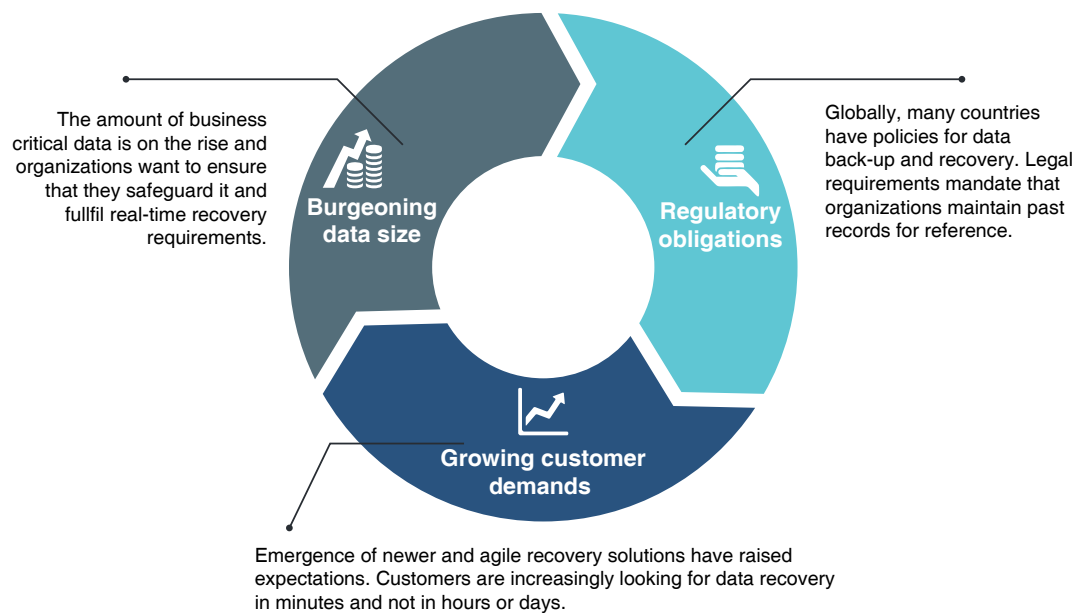 The amount of business
critical data is on the rise and
organizations want to ensure
that they safeguard it and
fullfil real-time recovery
requirements.
Burgeoning
data size
Globally, many countries
have policies for data
back-up and recovery. Legal
requirements mandate that
organizations maintain past
records for reference.
Regulatory
obligations
Growing customer
demands
Emergence of newer and agile recovery solutions have raised
expectations. Customers are increasingly looking for data recovery
in minutes and not in hours or days.